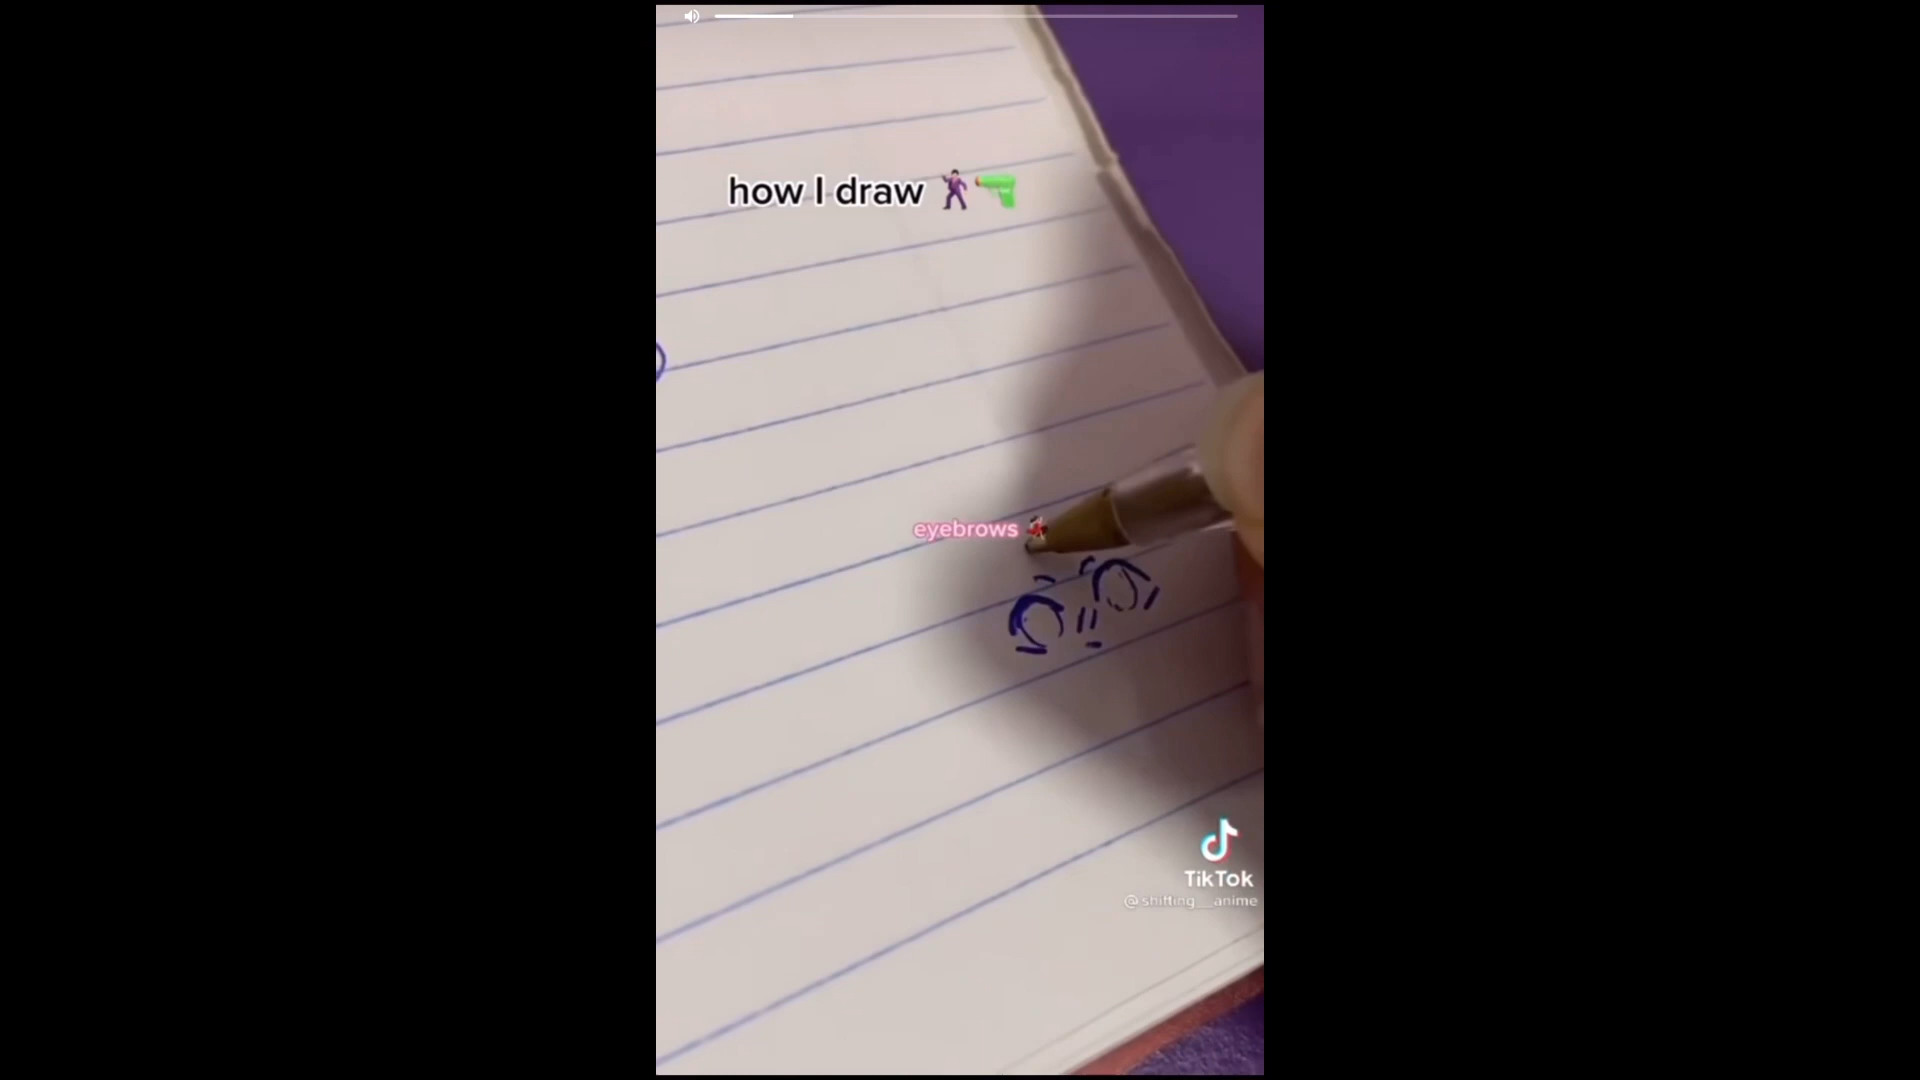 how I draw 🕺🏻🔫
eyebrows 💃🏻
TikTok
@shifting__anime